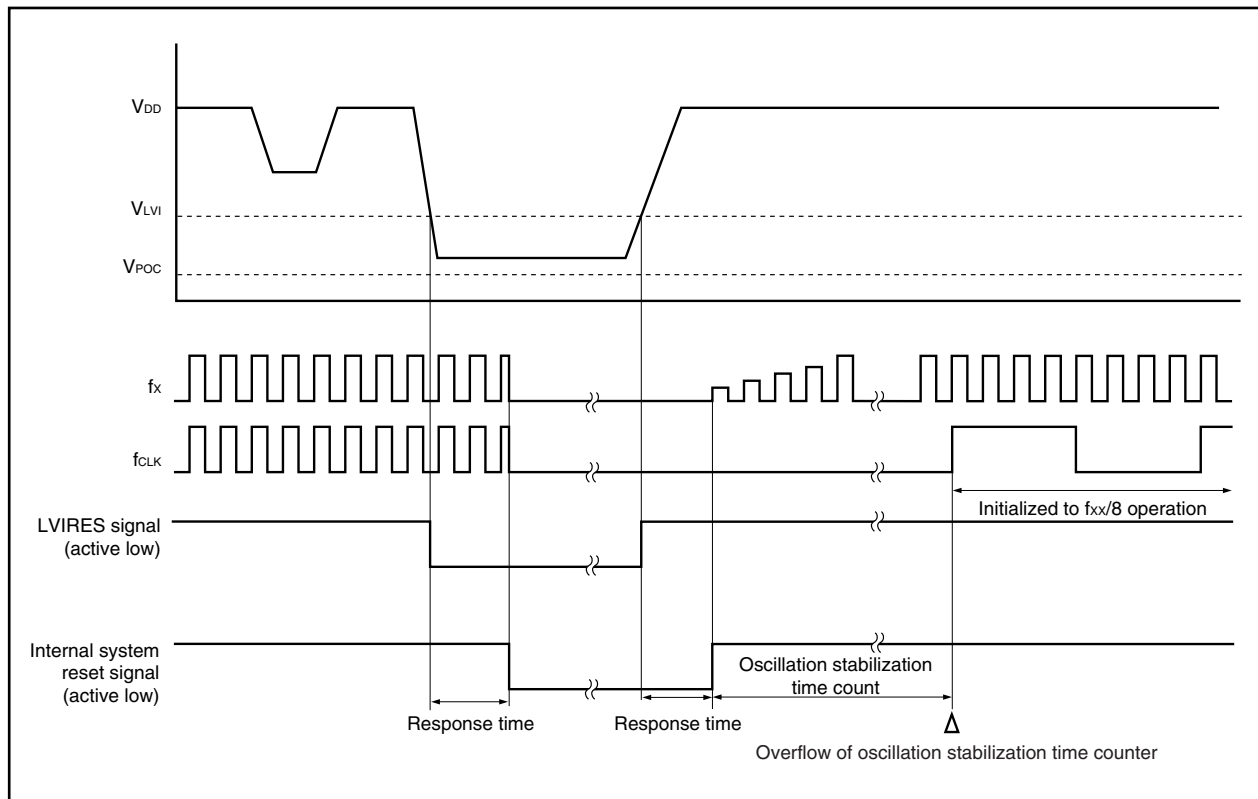 VDD
VLVI
VPOC
fX
fCLK
Initialized to fXX/8 operation
LVIRES signal
(active low)
Internal system
reset signal
(active low)
Oscillation stabilization
time count
Response time
Response time
Overflow of oscillation stabilization time counter